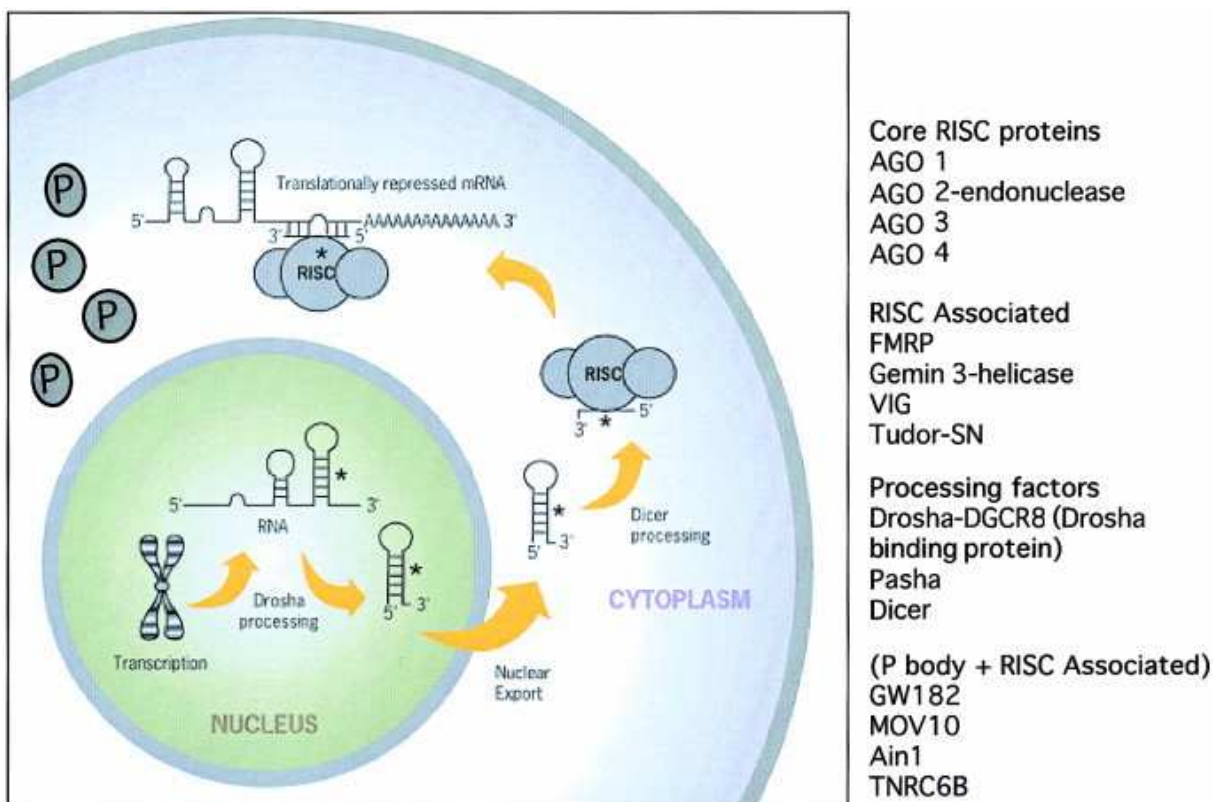 P
P
P
P
Translationally repressed mRNA
5'
AAAAAAAAAAAAAA 3'
3'
5'
*
RISC
RISC
3'
*
5'
*
5'
3'
Dicer
processing
CYTOPLASM
*
5'
3'
RNA
*
5'
3'
Drosha
processing
Transcription
Nuclear
Export
NUCLEUS
Core RISC proteins
AGO 1
AGO 2-endonuclease
AGO 3
AGO 4
RISC Associated
FMRP
Gemin 3-helicase
VIG
Tudor-SN
Processing factors
Drosha-DGCR8 (Drosha
binding protein)
Pasha
Dicer
(P body + RISC Associated)
GW182
MOV10
Ain1
TNRC6B